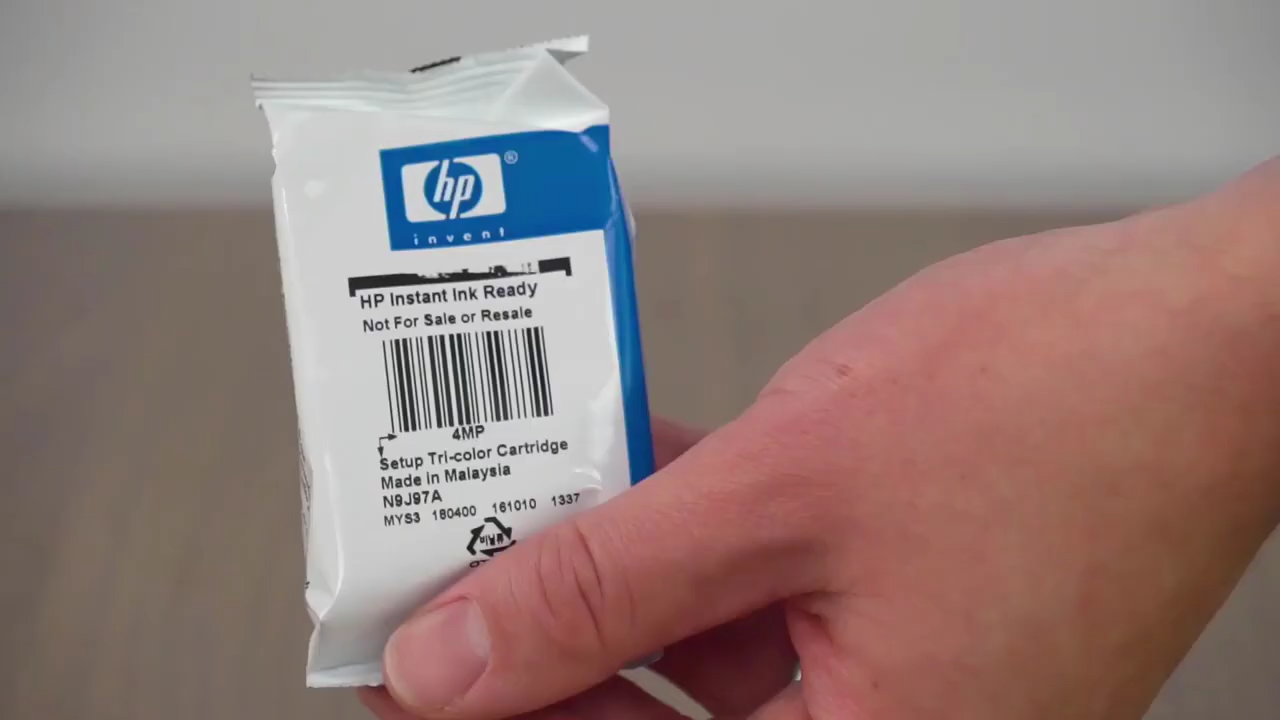 hp®
invent
HP Instant Ink Ready
Not For Sale or Resale
4MP
Setup Tri-color Cartridge
Made in Malaysia
N9J97A
MYS3 180400 161010 1337